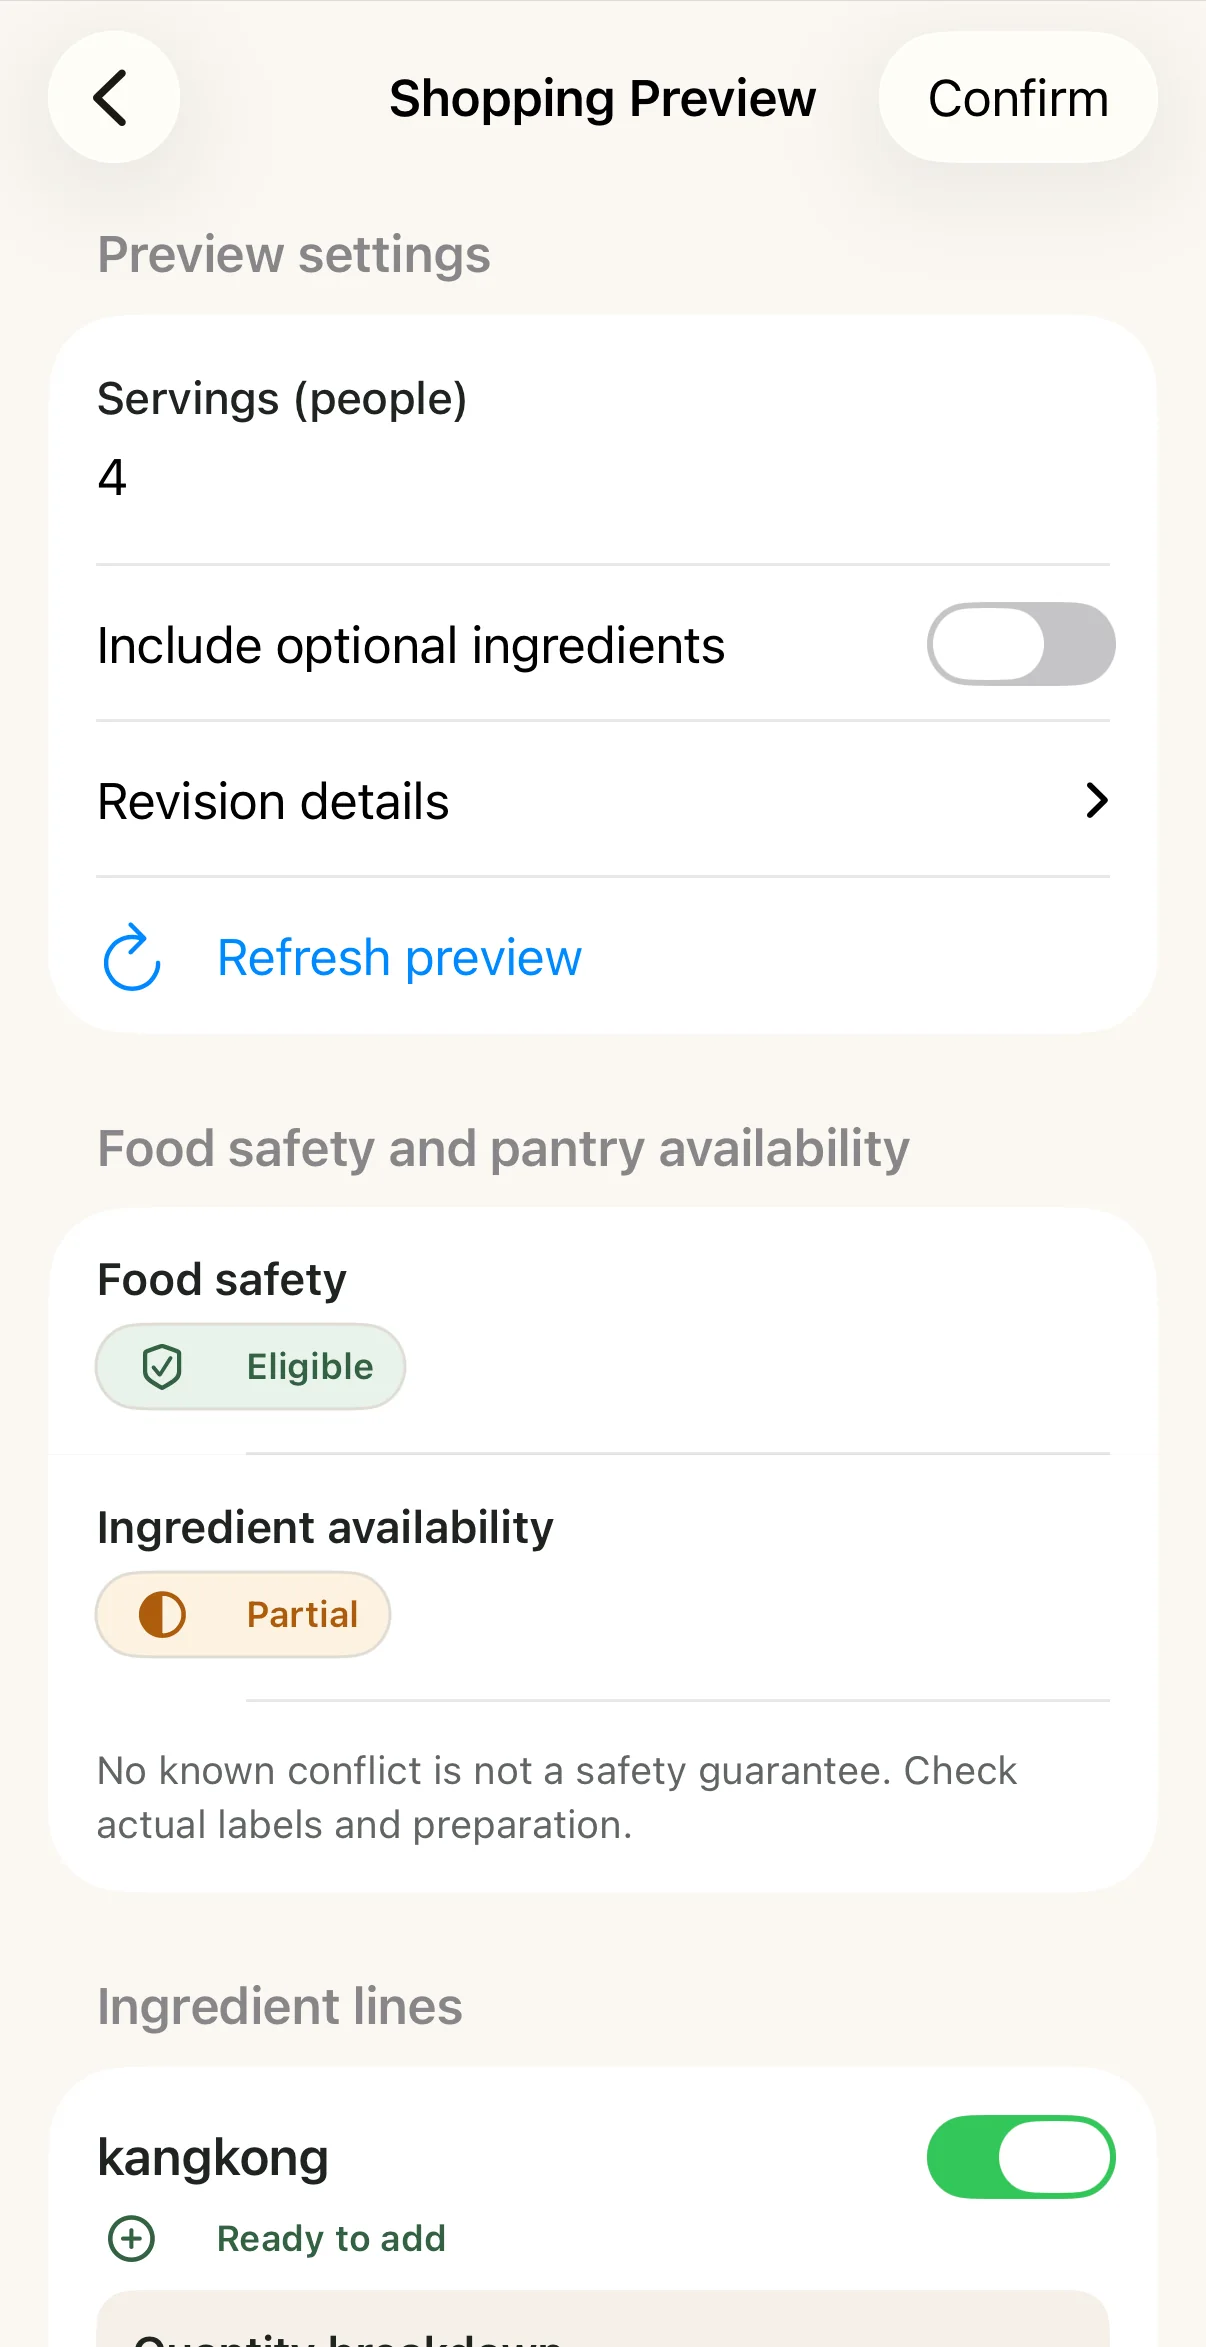 Shopping Preview
Confirm
Preview settings
Servings (people)
4
Include optional ingredients
Revision details
Refresh preview
Food safety and pantry availability
Food safety
Eligible
Ingredient availability
Partial
No known conflict is not a safety guarantee. Check
actual labels and preparation.
Ingredient lines
kangkong
Ready to add
Quantity breakdown